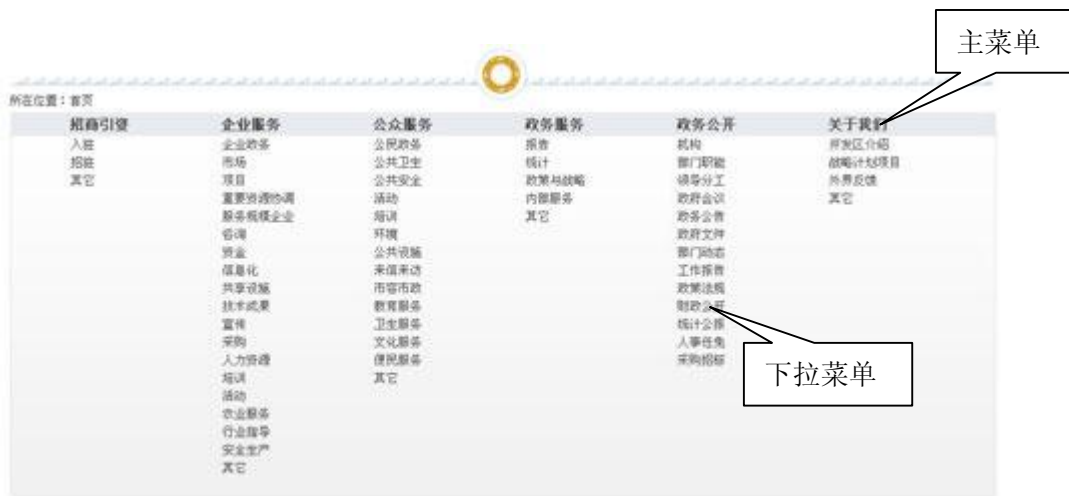 主菜单
所在位置：首页
招商引资 企业服务 公众服务 政务服务 政务公开 关于我们
入驻 企业政务 公民政务 报告 机构 开发区介绍
招驻 市场 公共卫生 统计 部门职能 战略计划项目
其它 项目 公共安全 政策与战略 领导分工 外界反馈
重要资源协调 活动 内部服务 政府会议 其它
服务规模企业 培训 其它 政务公告
咨询 环境 政府文件
资金 公共设施 部门动态
信息化 来信来访 工作报告
共享设施 市容市政 政策法规
技术成果 教育服务 财政公开
宣传 卫生服务 统计公报
采购 文化服务 人事任免
人力资源 便民服务 采购招标
培训 其它
下拉菜单
活动
农业服务
行业指导
安全生产
其它